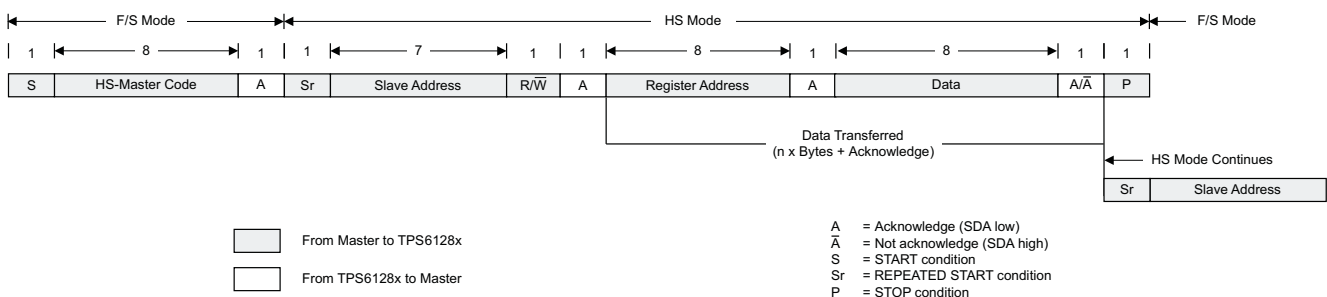 F/S Mode HS Mode F/S Mode
1 8 1 1 7 1 1 8 1 8 1 1
S HS-Master Code A Sr Slave Address R/W̅ A Register Address A Data A/A̅ P
Data Transferred
(n x Bytes + Acknowledge)
HS Mode Continues
Sr Slave Address
From Master to TPS6128x
From TPS6128x to Master
A = Acknowledge (SDA low)
A̅ = Not acknowledge (SDA high)
S = START condition
Sr = REPEATED START condition
P = STOP condition